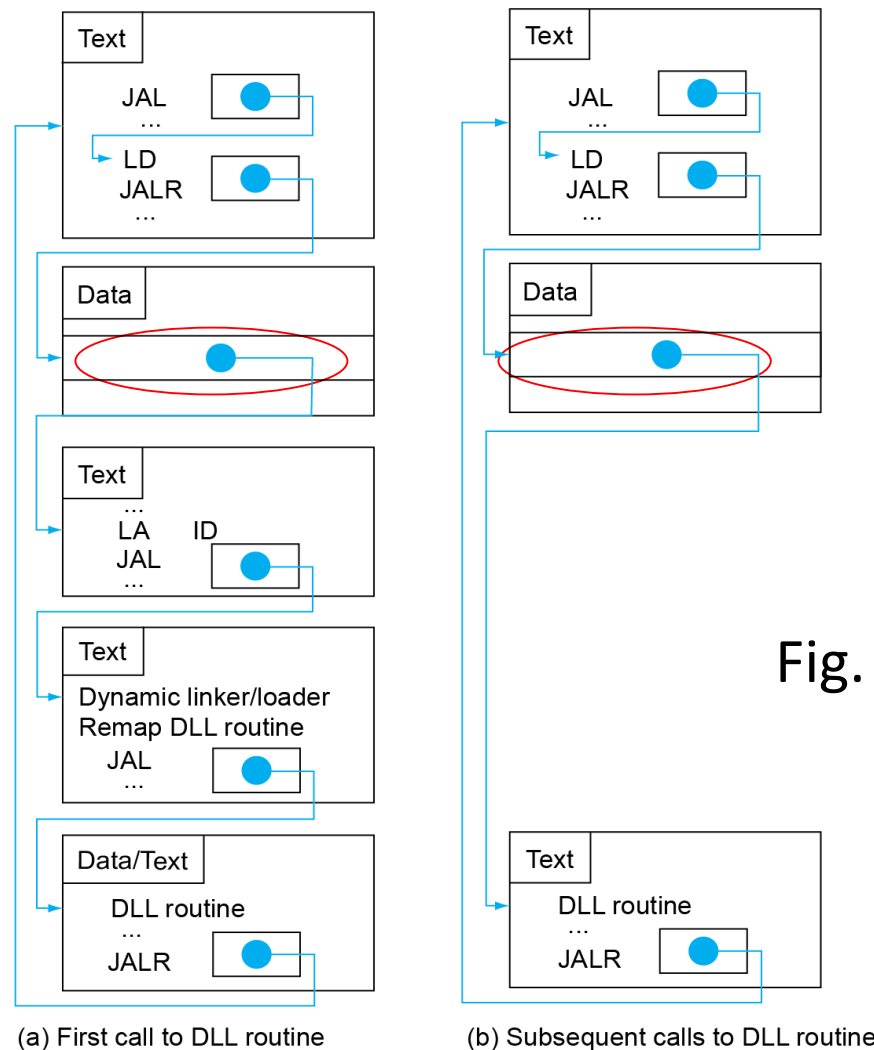 Text
JAL
...
LD
JALR
...
Data
Text
...
LA ID
JAL
...
Text
Dynamic linker/loader
Remap DLL routine
JAL
...
Data/Text
DLL routine
...
JALR
(a) First call to DLL routine
Text
JAL
...
LD
JALR
...
Data
Text
DLL routine
...
JALR
(b) Subsequent calls to DLL routine
Fig.